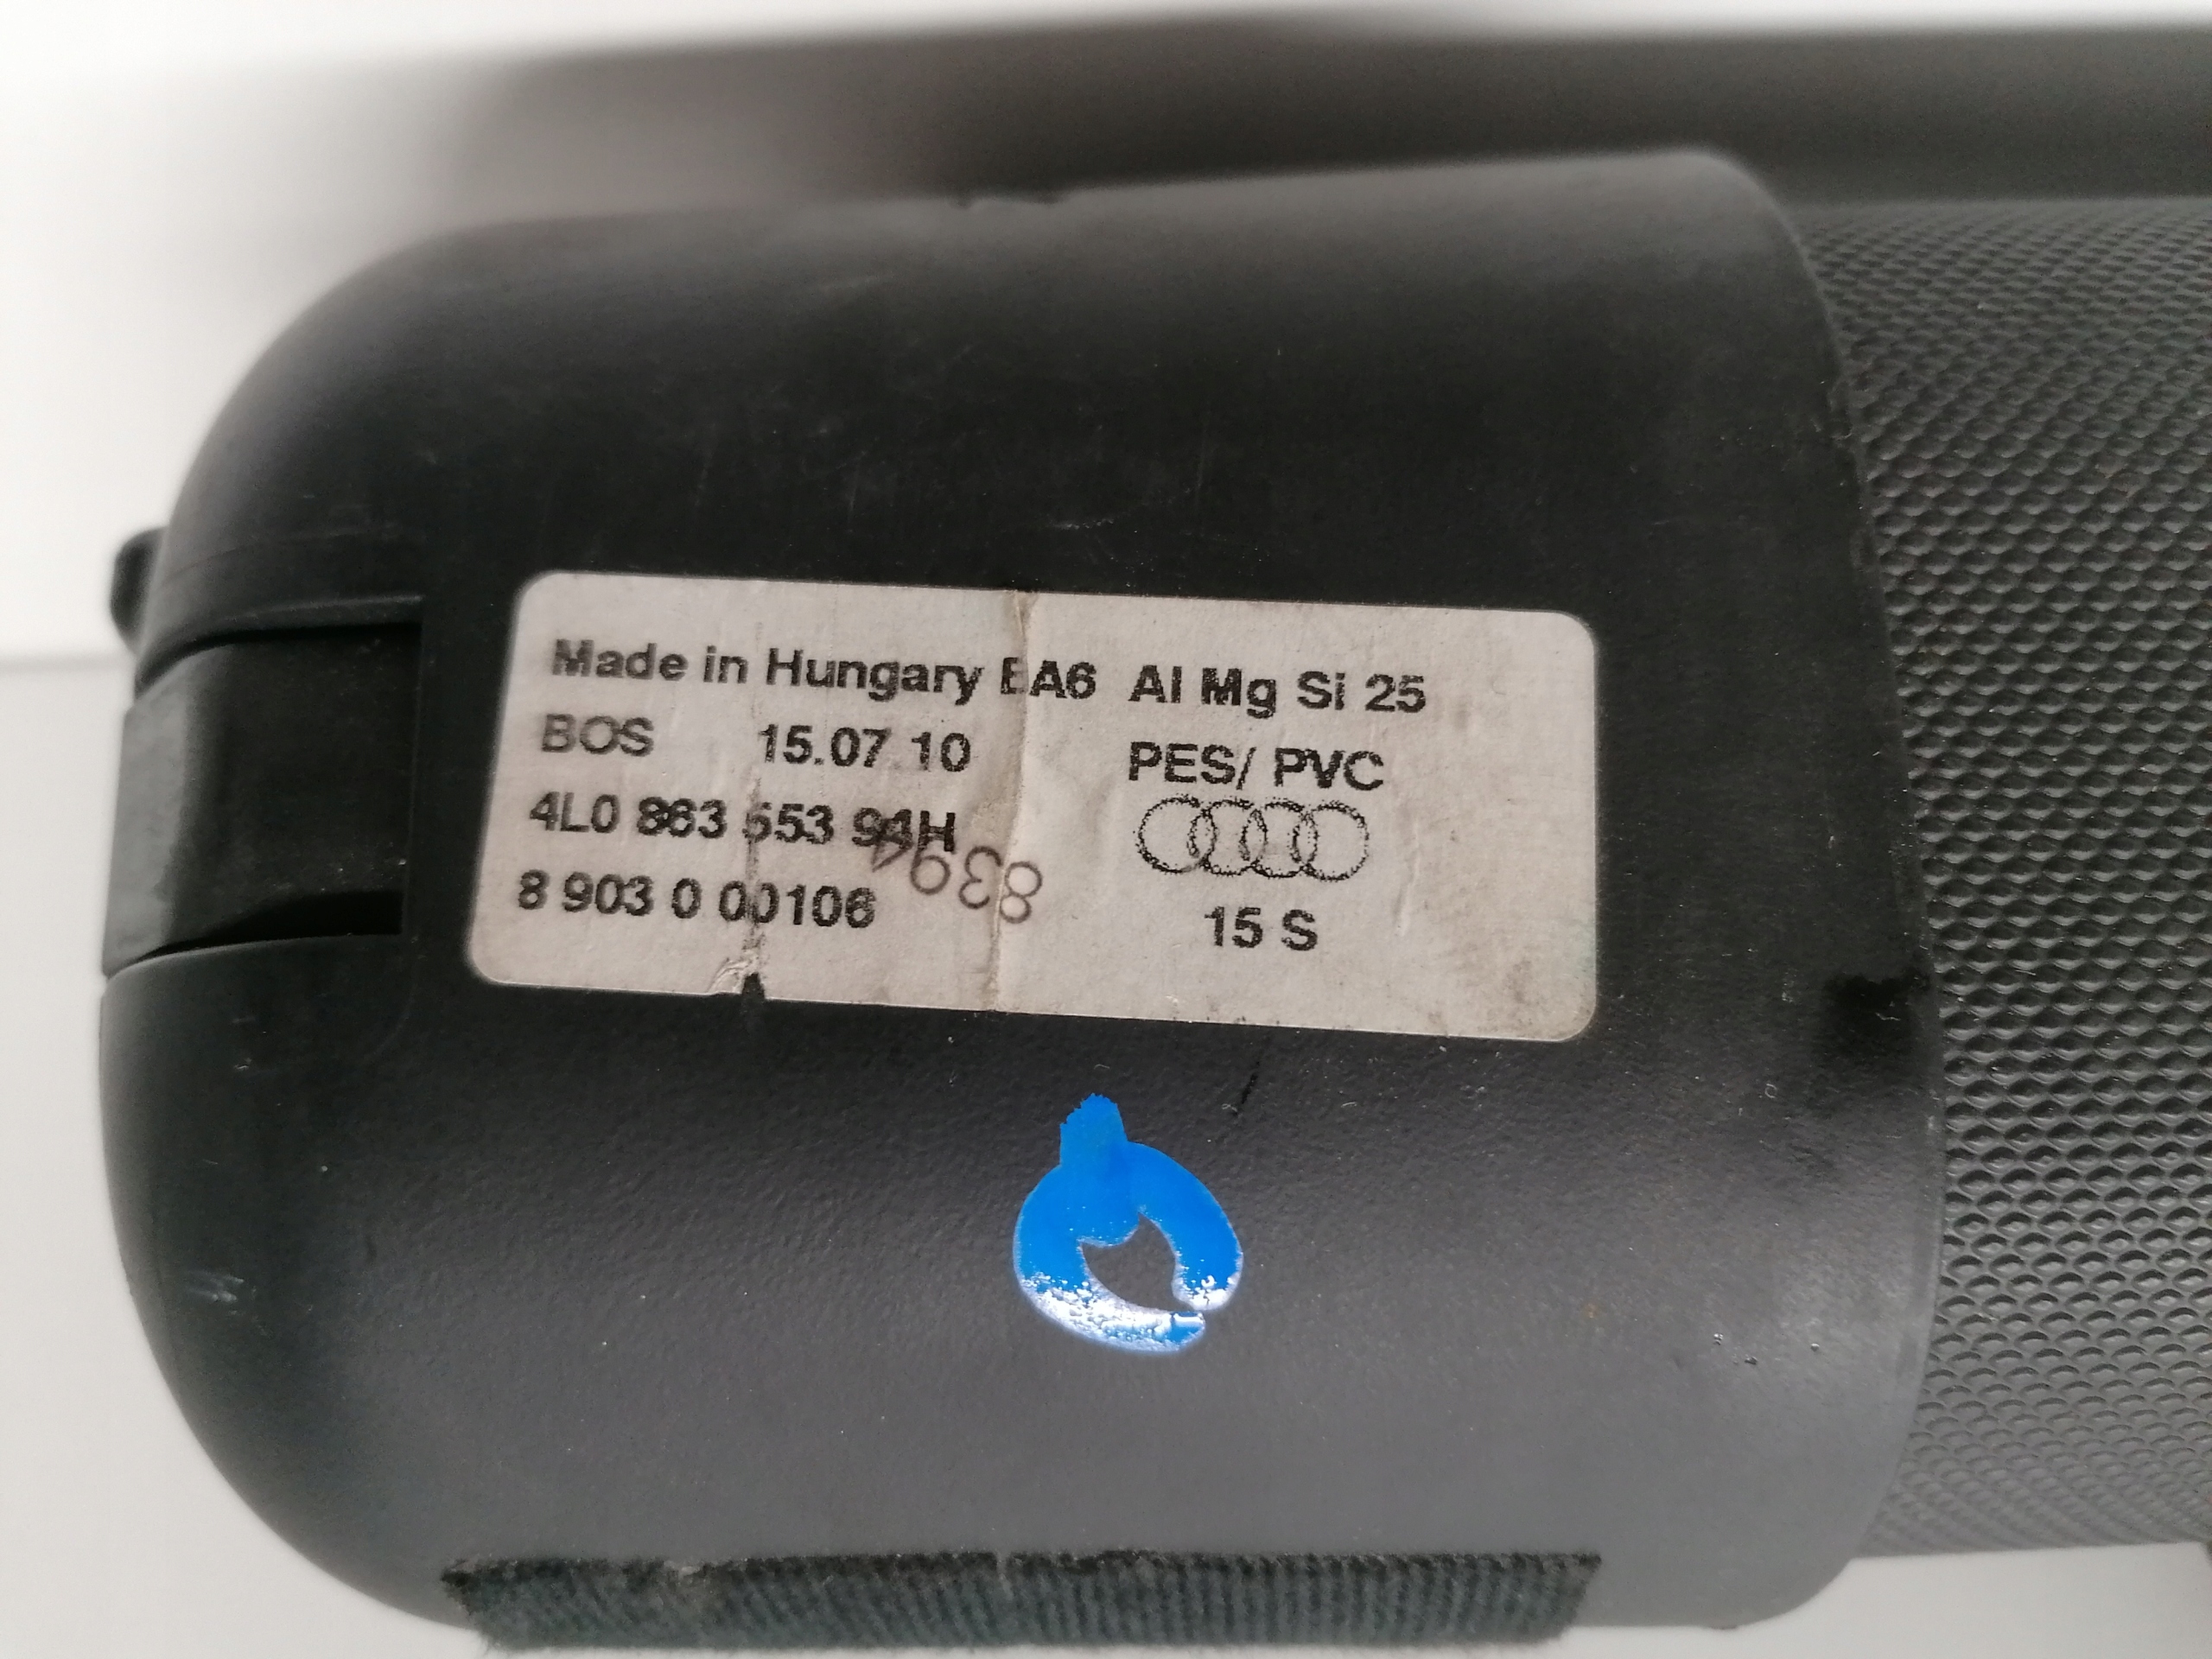 Made in Hungary EA6 Al Mg Si 25
BOS 15.07.10 PES/ PVC
4L0 863 553 94H
8 903 0 00106 15 S
8394